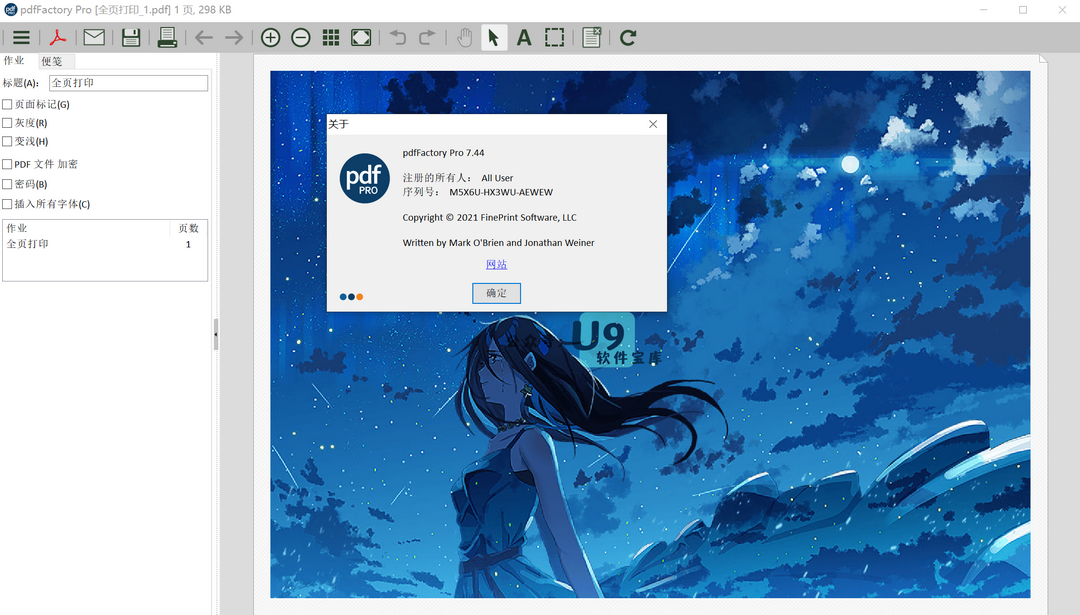 pdfFactory Pro [全页打印_1.pdf] 1 页, 298 KB
作业 便笺
标题(A): 全页打印
页面标记(G)
灰度(R)
变浅(H)
PDF 文件 加密
密码(B)
插入所有字体(C)
作业 页数
全页打印 1
关于
pdf
PRO
pdfFactory Pro 7.44
注册的所有人： All User
序列号： M5X6U-HX3WU-AEWEW
Copyright © 2021 FinePrint Software, LLC
Written by Mark O'Brien and Jonathan Weiner
网站
确定
U9
软件宝库